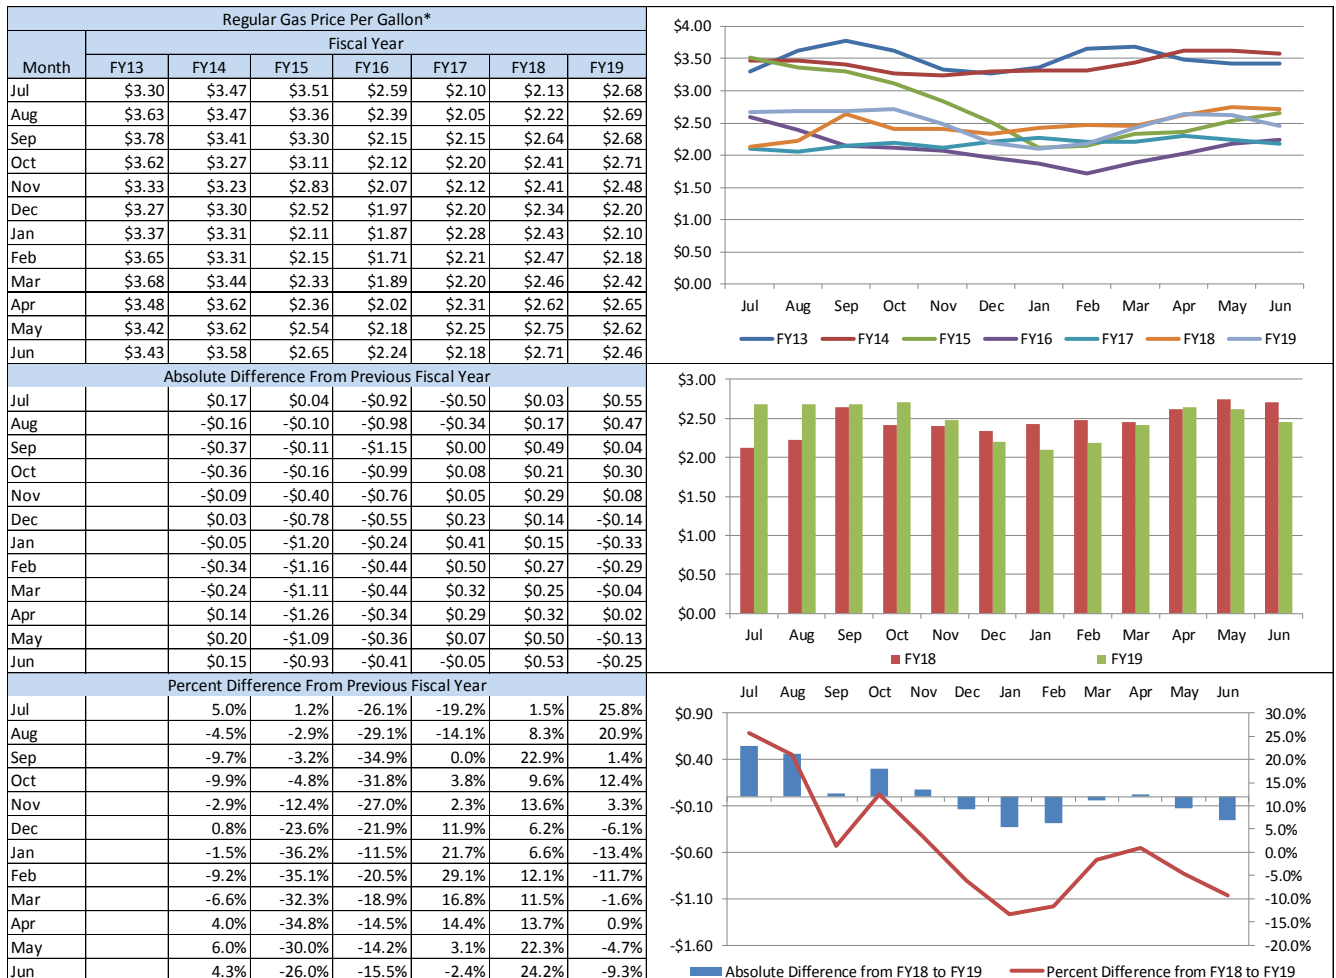 Regular Gas Price Per Gallon*
Fiscal Year
Month FY13 FY14 FY15 FY16 FY17 FY18 FY19
Jul $3.30 $3.47 $3.51 $2.59 $2.10 $2.13 $2.68
Aug $3.63 $3.47 $3.36 $2.39 $2.05 $2.22 $2.69
Sep $3.78 $3.41 $3.30 $2.15 $2.15 $2.64 $2.68
Oct $3.62 $3.27 $3.11 $2.12 $2.20 $2.41 $2.71
Nov $3.33 $3.23 $2.83 $2.07 $2.12 $2.41 $2.48
Dec $3.27 $3.30 $2.52 $1.97 $2.20 $2.34 $2.20
Jan $3.37 $3.31 $2.11 $1.87 $2.28 $2.43 $2.10
Feb $3.65 $3.31 $2.15 $1.71 $2.21 $2.47 $2.18
Mar $3.68 $3.44 $2.33 $1.89 $2.20 $2.46 $2.42
Apr $3.48 $3.62 $2.36 $2.02 $2.31 $2.62 $2.65
May $3.42 $3.62 $2.54 $2.18 $2.25 $2.75 $2.62
Jun $3.43 $3.58 $2.65 $2.24 $2.18 $2.71 $2.46
Absolute Difference From Previous Fiscal Year
Jul $0.17 $0.04 -$0.92 -$0.50 $0.03 $0.55
Aug -$0.16 -$0.10 -$0.98 -$0.34 $0.17 $0.47
Sep -$0.37 -$0.11 -$1.15 $0.00 $0.49 $0.04
Oct -$0.36 -$0.16 -$0.99 $0.08 $0.21 $0.30
Nov -$0.09 -$0.40 -$0.76 $0.05 $0.29 $0.08
Dec $0.03 -$0.78 -$0.55 $0.23 $0.14 -$0.14
Jan -$0.05 -$1.20 -$0.24 $0.41 $0.15 -$0.33
Feb -$0.34 -$1.16 -$0.44 $0.50 $0.27 -$0.29
Mar -$0.24 -$1.11 -$0.44 $0.32 $0.25 -$0.04
Apr $0.14 -$1.26 -$0.34 $0.29 $0.32 $0.02
May $0.20 -$1.09 -$0.36 $0.07 $0.50 -$0.13
Jun $0.15 -$0.93 -$0.41 -$0.05 $0.53 -$0.25
Percent Difference From Previous Fiscal Year
Jul 5.0% 1.2% -26.1% -19.2% 1.5% 25.8%
Aug -4.5% -2.9% -29.1% -14.1% 8.3% 20.9%
Sep -9.7% -3.2% -34.9% 0.0% 22.9% 1.4%
Oct -9.9% -4.8% -31.8% 3.8% 9.6% 12.4%
Nov -2.9% -12.4% -27.0% 2.3% 13.6% 3.3%
Dec 0.8% -23.6% -21.9% 11.9% 6.2% -6.1%
Jan -1.5% -36.2% -11.5% 21.7% 6.6% -13.4%
Feb -9.2% -35.1% -20.5% 29.1% 12.1% -11.7%
Mar -6.6% -32.3% -18.9% 16.8% 11.5% -1.6%
Apr 4.0% -34.8% -14.5% 14.4% 13.7% 0.9%
May 6.0% -30.0% -14.2% 3.1% 22.3% -4.7%
Jun 4.3% -26.0% -15.5% -2.4% 24.2% -9.3%
$4.00
$3.50
$3.00
$2.50
$2.00
$1.50
$1.00
$0.50
$0.00
Jul Aug Sep Oct Nov Dec Jan Feb Mar Apr May Jun
FY13 FY14 FY15 FY16 FY17 FY18 FY19
$3.00
$2.50
$2.00
$1.50
$1.00
$0.50
$0.00
Jul Aug Sep Oct Nov Dec Jan Feb Mar Apr May Jun
FY18 FY19
Jul Aug Sep Oct Nov Dec Jan Feb Mar Apr May Jun
$0.90 30.0%
25.0%
$0.40 20.0%
15.0%
-$0.10 10.0%
5.0%
-$0.60 0.0%
-5.0%
-$1.10 -10.0%
-15.0%
-$1.60 -20.0%
Absolute Difference from FY18 to FY19 Percent Difference from FY18 to FY19